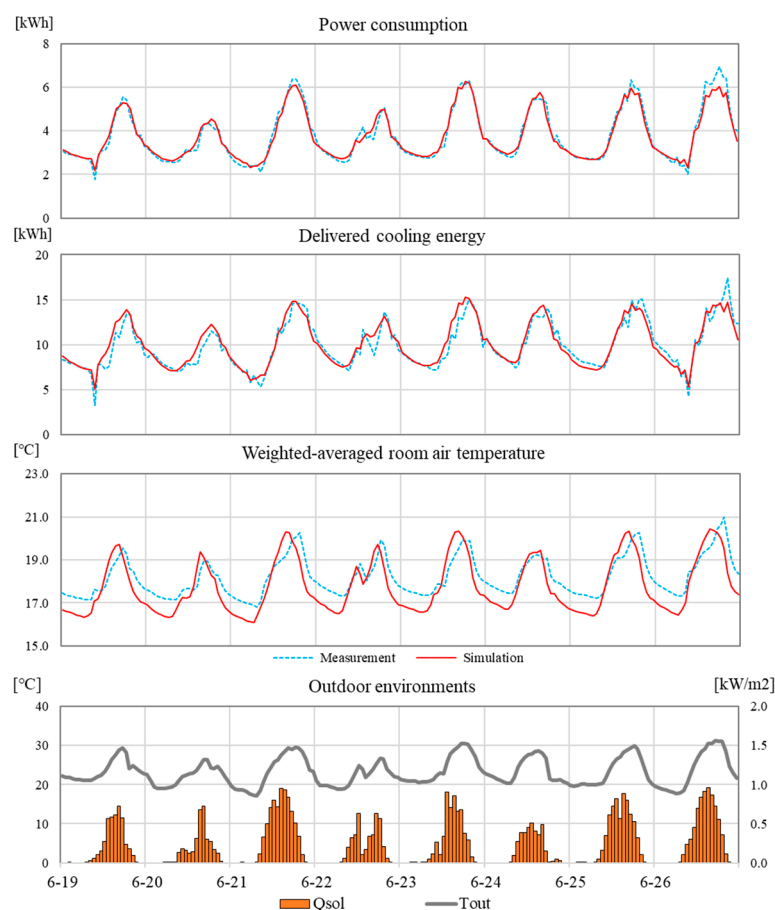 [kWh]
Power consumption
8
6
4
2
0
[kWh]
Delivered cooling energy
20
15
10
5
0
[℃]
Weighted-averaged room air temperature
23.0
21.0
19.0
17.0
15.0
Measurement
Simulation
[℃]
Outdoor environments
[kW/m2]
40
2.0
30
1.5
20
1.0
10
0.5
0
0.0
6-19 6-20 6-21 6-22 6-23 6-24 6-25 6-26
Qsol
Tout